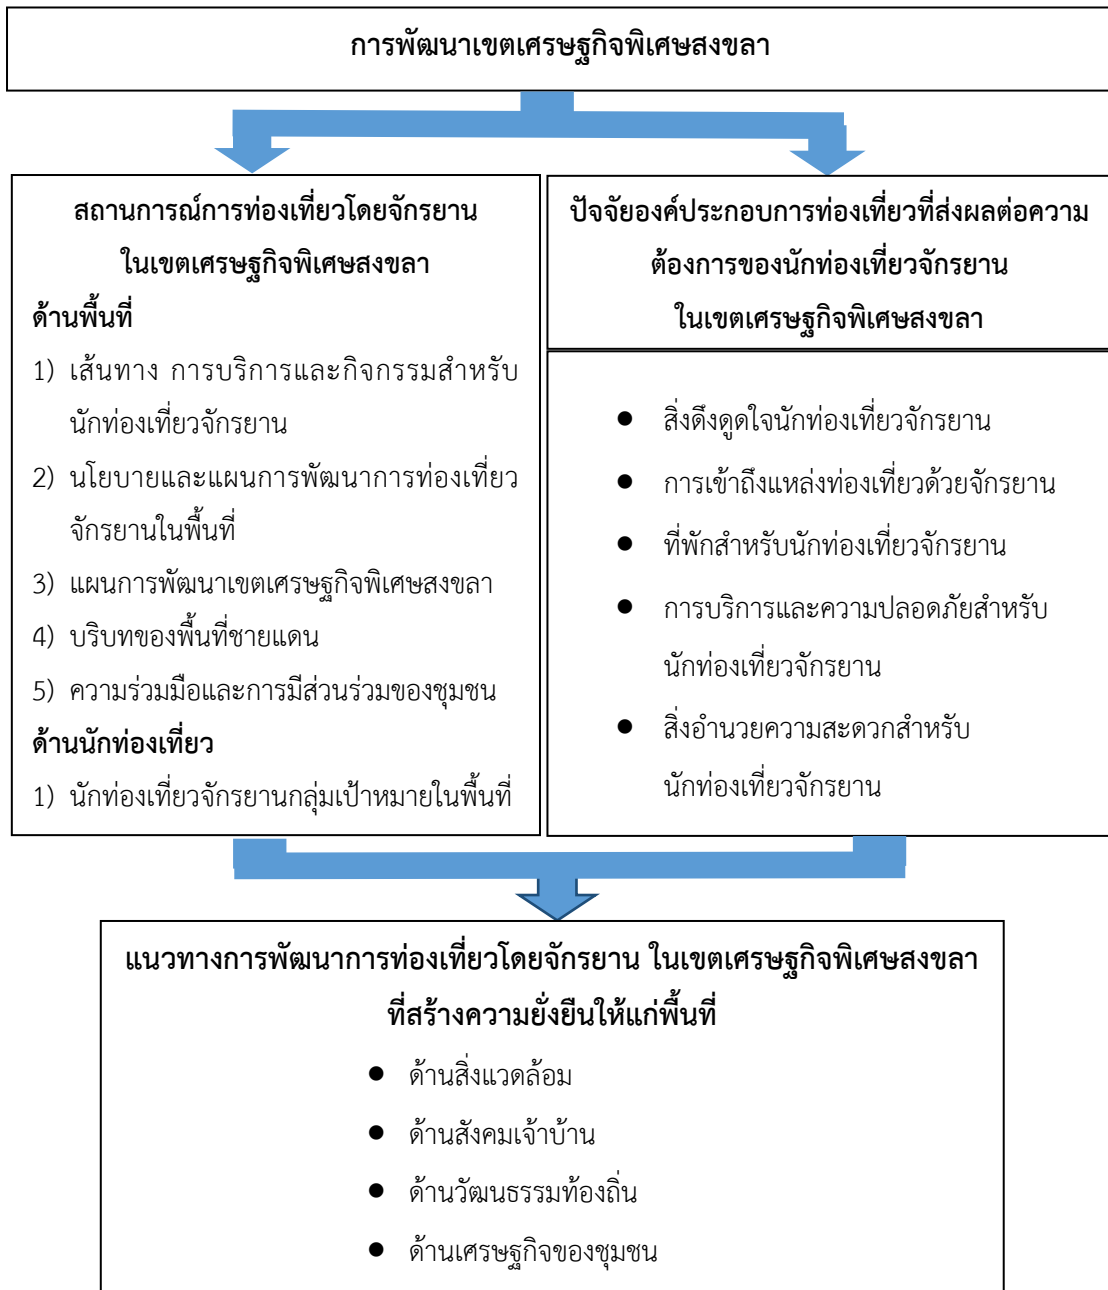 การพัฒนาเขตเศรษฐกิจพิเศษสงขลา
สถานการณ์การท่องเที่ยวโดยจักรยาน
ในเขตเศรษฐกิจพิเศษสงขลา
ด้านพื้นที่
1) เส้นทาง การบริการและกิจกรรมสำหรับ
นักท่องเที่ยวจักรยาน
2) นโยบายและแผนการพัฒนาการท่องเที่ยว
จักรยานในพื้นที่
3) แผนการพัฒนาเขตเศรษฐกิจพิเศษสงขลา
4) บริบทของพื้นที่ชายแดน
5) ความร่วมมือและการมีส่วนร่วมของชุมชน
ด้านนักท่องเที่ยว
1) นักท่องเที่ยวจักรยานกลุ่มเป้าหมายในพื้นที่
ปัจจัยองค์ประกอบการท่องเที่ยวที่ส่งผลต่อความ
ต้องการของนักท่องเที่ยวจักรยาน
ในเขตเศรษฐกิจพิเศษสงขลา
● สิ่งดึงดูดใจนักท่องเที่ยวจักรยาน
● การเข้าถึงแหล่งท่องเที่ยวด้วยจักรยาน
● ที่พักสำหรับนักท่องเที่ยวจักรยาน
● การบริการและความปลอดภัยสำหรับ
นักท่องเที่ยวจักรยาน
● สิ่งอำนวยความสะดวกสำหรับ
นักท่องเที่ยวจักรยาน
แนวทางการพัฒนาการท่องเที่ยวโดยจักรยาน ในเขตเศรษฐกิจพิเศษสงขลา
ที่สร้างความยั่งยืนให้แก่พื้นที่
● ด้านสิ่งแวดล้อม
● ด้านสังคมเจ้าบ้าน
● ด้านวัฒนธรรมท้องถิ่น
● ด้านเศรษฐกิจของชุมชน